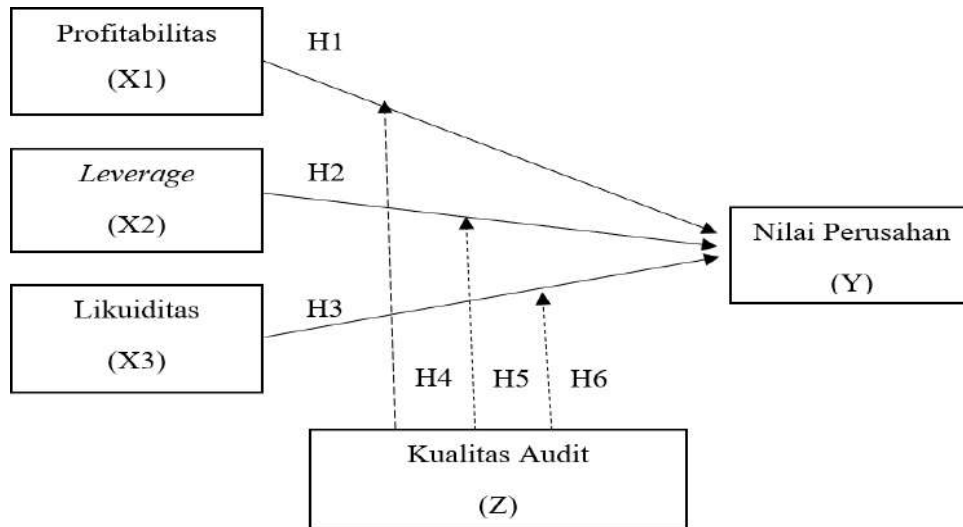 Profitabilitas
(X1)
H1
Leverage
(X2)
H2
Likuiditas
(X3)
H3
Nilai Perusahan
(Y)
H4
H5
H6
Kualitas Audit
(Z)